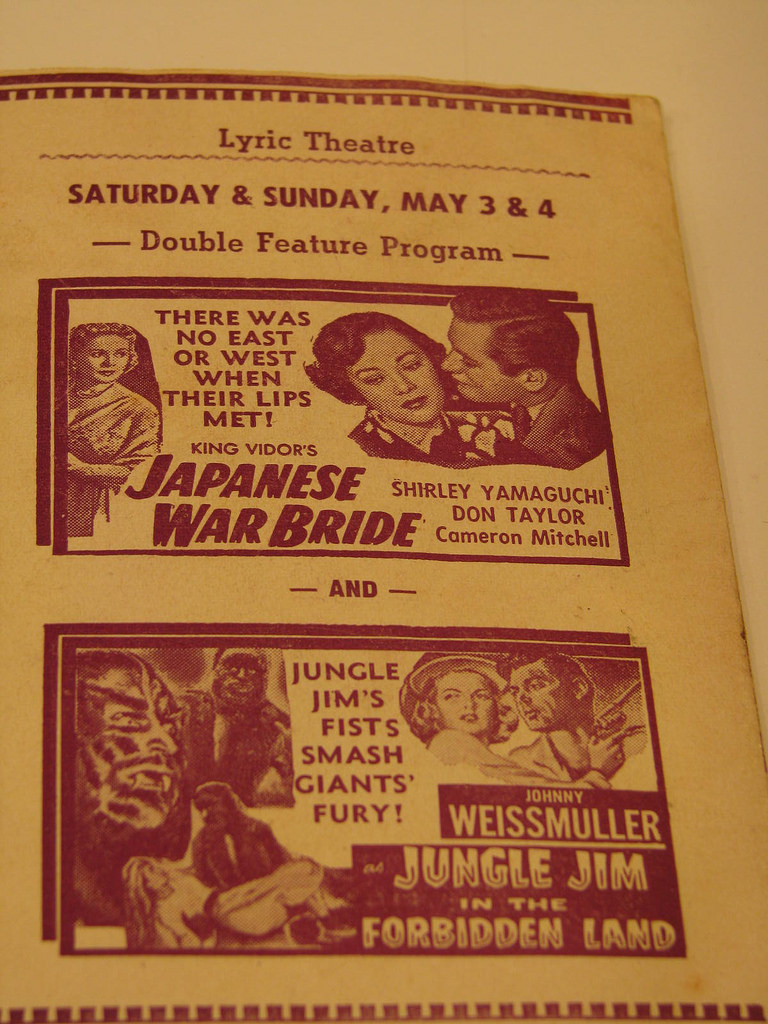 Lyric Theatre
SATURDAY & SUNDAY, MAY 3 & 4
— Double Feature Program —
THERE WAS
NO EAST
OR WEST
WHEN
THEIR LIPS
MET!
KING VIDOR'S
JAPANESE
WAR BRIDE
SHIRLEY YAMAGUCHI
DON TAYLOR
Cameron Mitchell
— AND —
JUNGLE
JIM'S
FISTS
SMASH
GIANTS'
FURY!
JOHNNY
WEISSMULLER
as JUNGLE JIM
IN THE
FORBIDDEN LAND